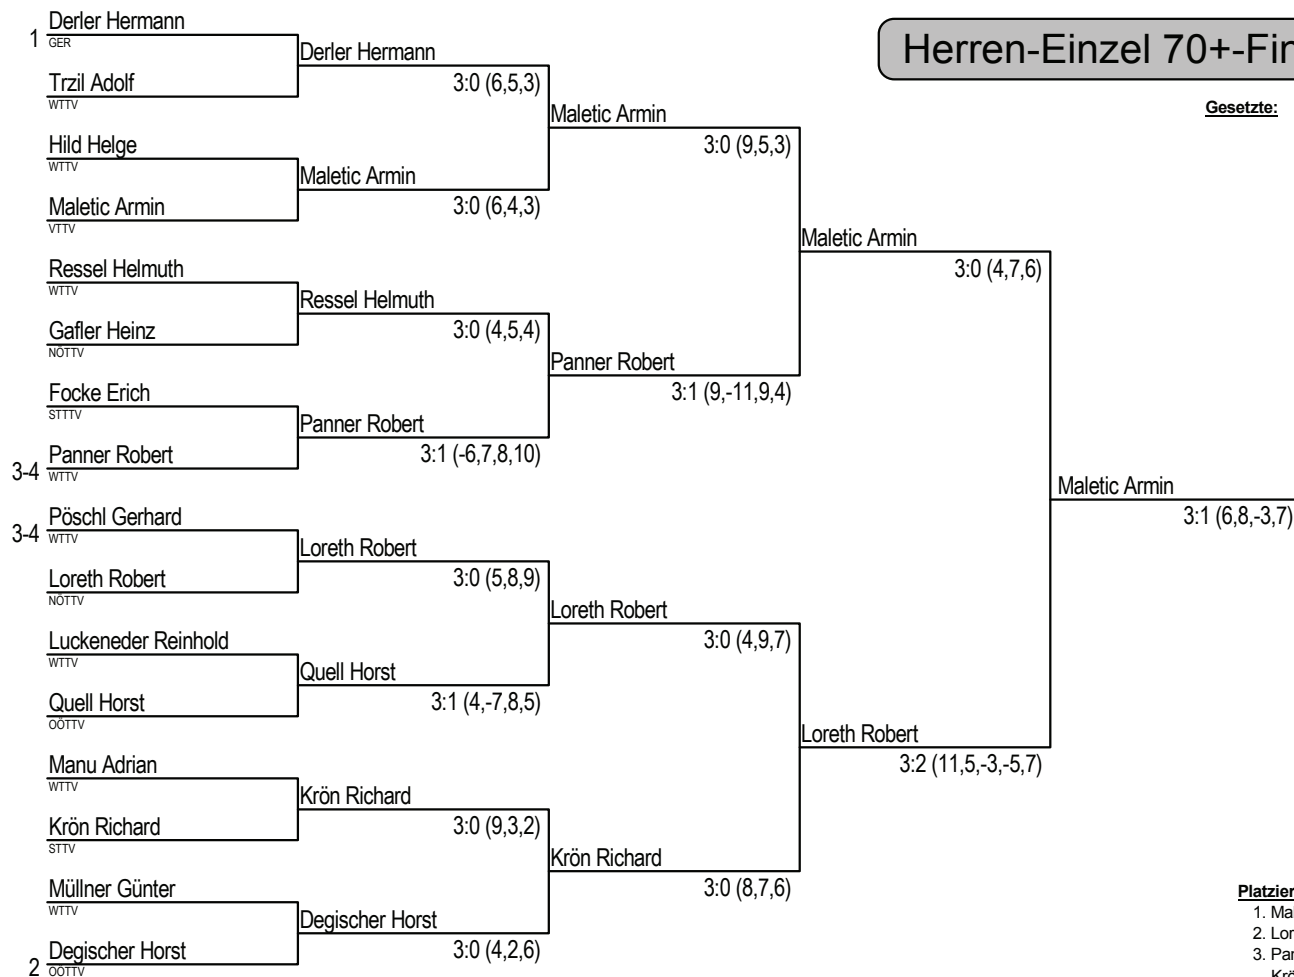 Herren-Einzel 70+-Fin
Gesetzte:
1
Derler Hermann
GER
Trzil Adolf
WTTV
Hild Helge
WTTV
Maletic Armin
VTTV
Ressel Helmuth
WTTV
Gafler Heinz
NÖTTV
Focke Erich
STTTV
3-4
Panner Robert
WTTV
3-4
Pöschl Gerhard
WTTV
Loreth Robert
NÖTTV
Luckeneder Reinhold
WTTV
Quell Horst
OÖTTV
Manu Adrian
WTTV
Krön Richard
STTV
Müllner Günter
WTTV
2
Degischer Horst
OÖTTV
Derler Hermann
3:0 (6,5,3)
Maletic Armin
3:0 (6,4,3)
Ressel Helmuth
3:0 (4,5,4)
Panner Robert
3:1 (-6,7,8,10)
Loreth Robert
3:0 (5,8,9)
Quell Horst
3:1 (4,-7,8,5)
Krön Richard
3:0 (9,3,2)
Degischer Horst
3:0 (4,2,6)
Maletic Armin
3:0 (9,5,3)
Panner Robert
3:1 (9,-11,9,4)
Loreth Robert
3:0 (4,9,7)
Krön Richard
3:0 (8,7,6)
Maletic Armin
3:0 (4,7,6)
Loreth Robert
3:2 (11,5,-3,-5,7)
Maletic Armin
3:1 (6,8,-3,7)
Platzier
1. Mal
2. Lor
3. Pan
Krö